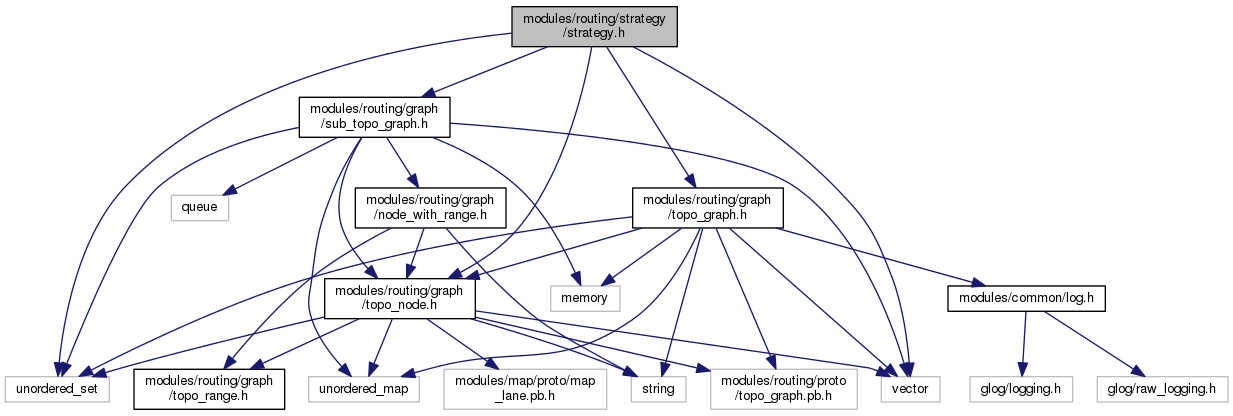 modules/routing/strategy
/strategy.h
modules/routing/graph
/sub_topo_graph.h
queue
modules/routing/graph
/node_with_range.h
modules/routing/graph
/topo_graph.h
modules/routing/graph
/topo_node.h
memory
modules/common/log.h
unordered_set
modules/routing/graph
/topo_range.h
unordered_map
modules/map/proto/map
_lane.pb.h
string
modules/routing/proto
/topo_graph.pb.h
vector
glog/logging.h
glog/raw_logging.h